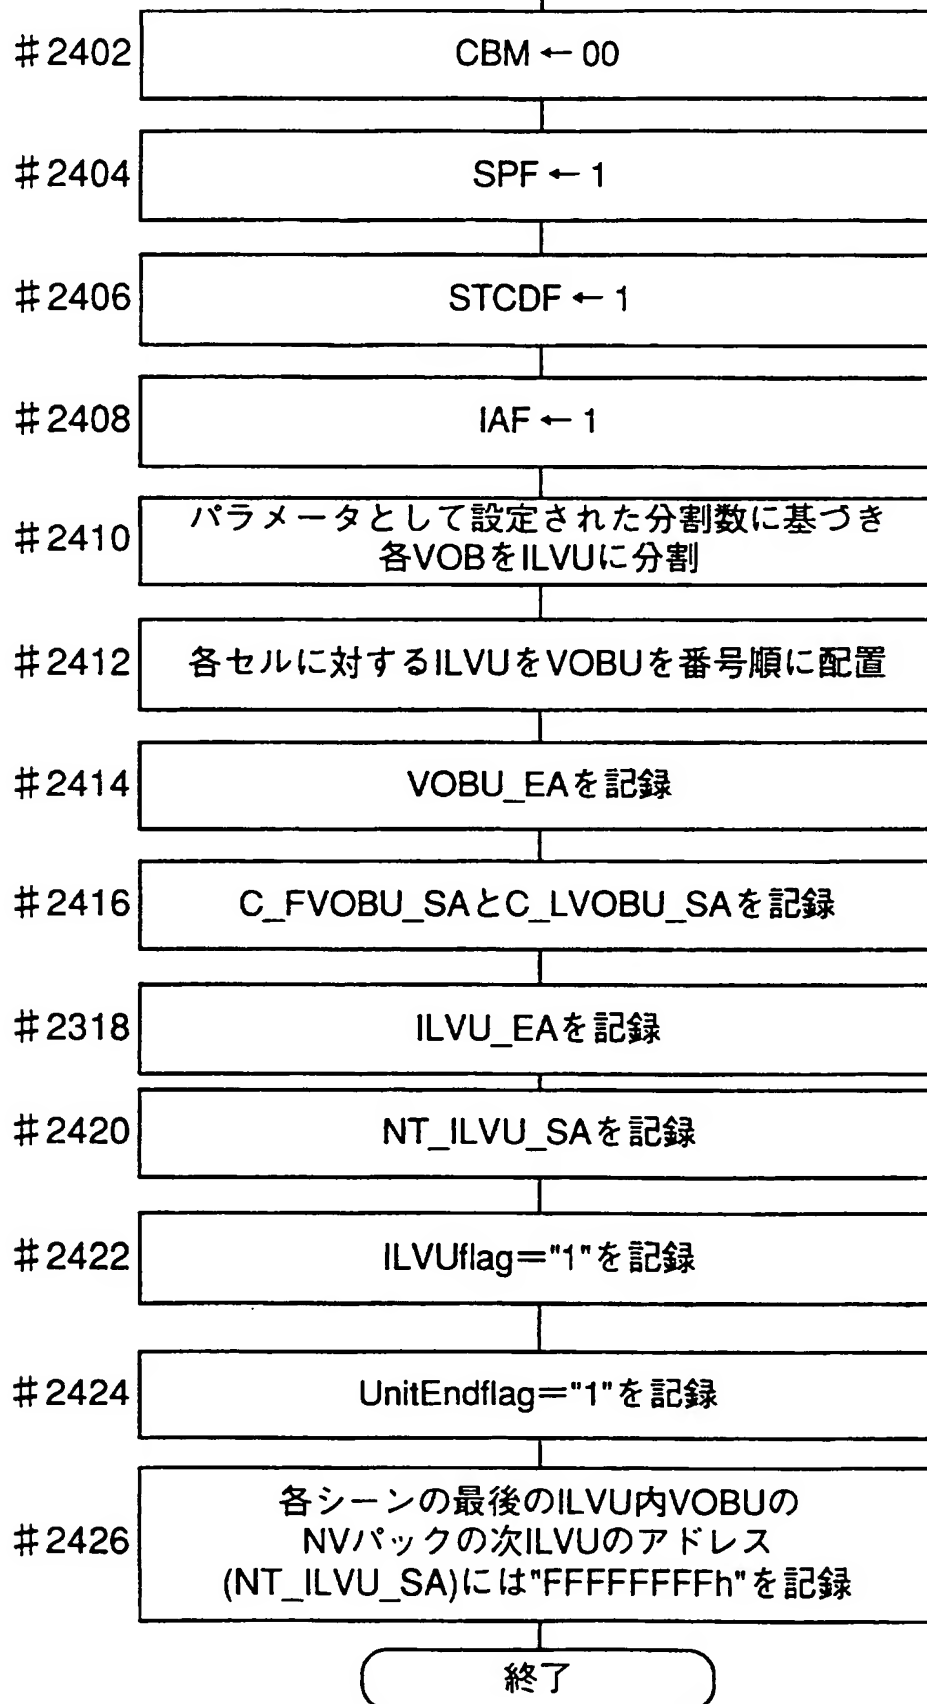 #2402 CBM ← 00
#2404 SPF ← 1
#2406 STCDF ← 1
#2408 IAF ← 1
#2410 パラメータとして設定された分割数に基づき
各VOBをILVUに分割
#2412 各セルに対するILVUをVOBUを番号順に配置
#2414 VOBU_EAを記録
#2416 C_FVOBU_SAとC_LVOBU_SAを記録
#2318 ILVU_EAを記録
#2420 NT_ILVU_SAを記録
#2422 ILVUflag="1"を記録
#2424 UnitEndflag="1"を記録
#2426 各シーンの最後のILVU内VOBUの
NVパックの次ILVUのアドレス
(NT_ILVU_SA)には"FFFFFFFFh"を記録
終了